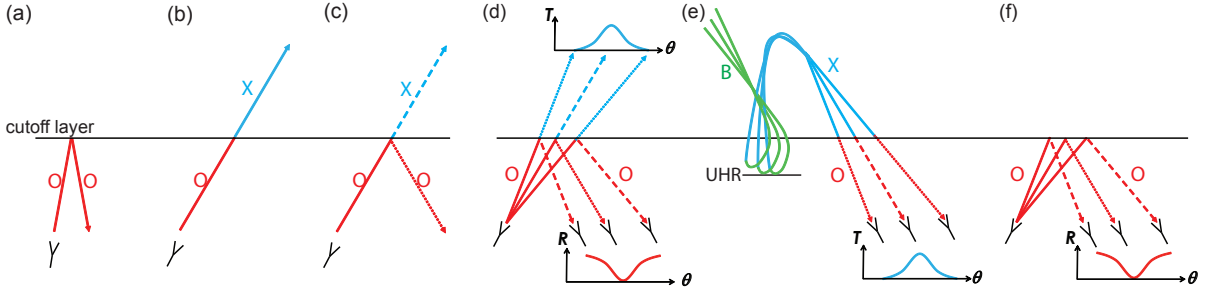 (a)
(b)
(c)
(d)
(e)
(f)
cutoff layer
O
O
O
X
O
X
O
O
O
T
θ
R
θ
B
X
UHR
O
T
θ
O
O
R
θ